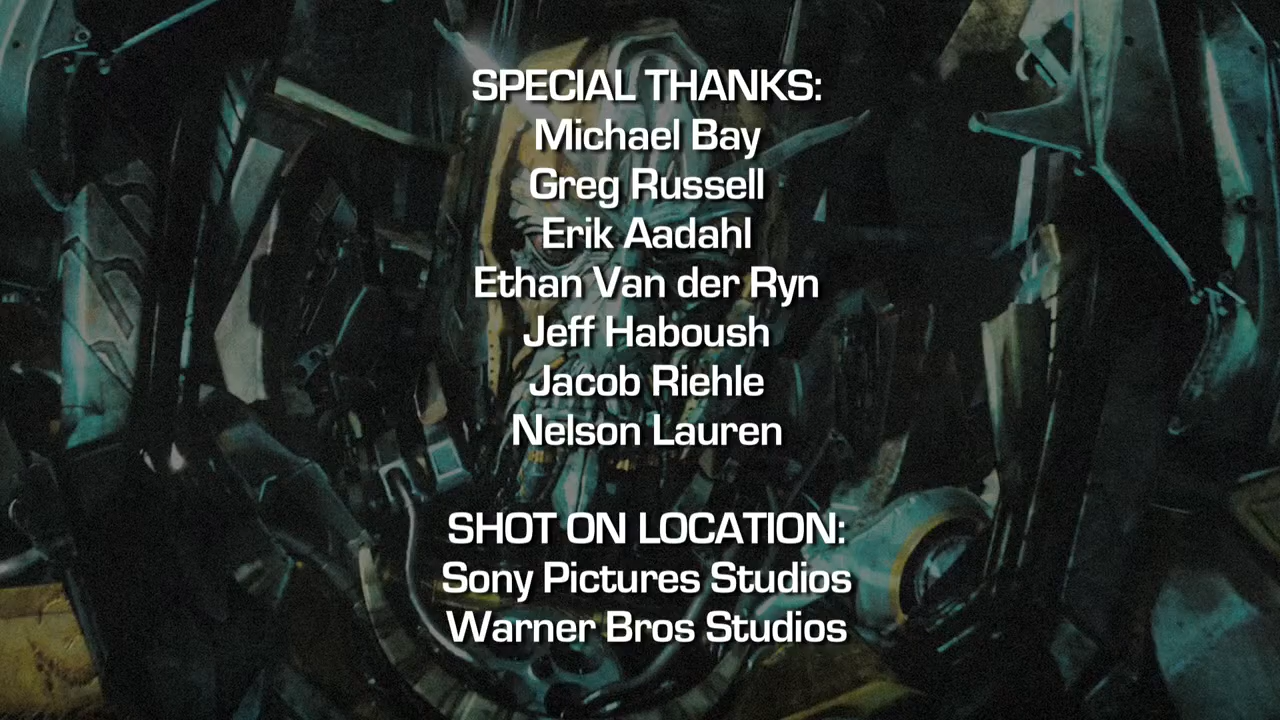 SPECIAL THANKS:
Michael Bay
Greg Russell
Erik Aadahl
Ethan Van der Ryn
Jeff Haboush
Jacob Riehle
Nelson Lauren
SHOT ON LOCATION:
Sony Pictures Studios
Warner Bros Studios